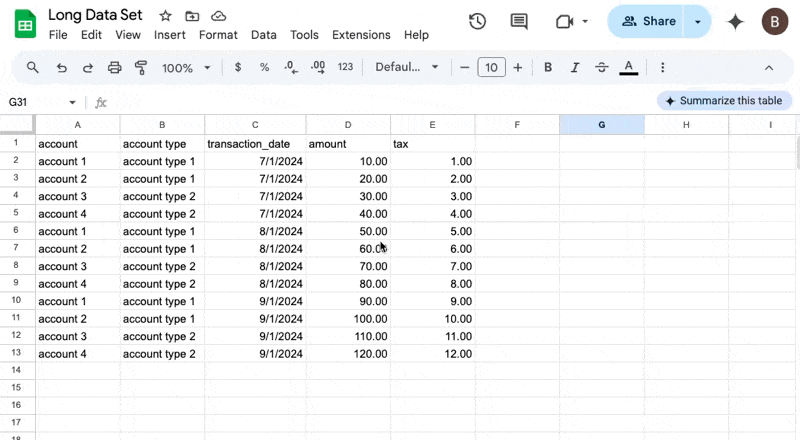 Long Data Set
File Edit View Insert Format Data Tools Extensions Help
Share
B
100% $ % .0 .00 123 Defaul... 10 B I S A
G31 fx
Summarize this table
A B C D E F G H I
1 account account type transaction_date amount tax
2 account 1 account type 1 7/1/2024 10.00 1.00
3 account 2 account type 1 7/1/2024 20.00 2.00
4 account 3 account type 2 7/1/2024 30.00 3.00
5 account 4 account type 2 7/1/2024 40.00 4.00
6 account 1 account type 1 8/1/2024 50.00 5.00
7 account 2 account type 1 8/1/2024 60.00 6.00
8 account 3 account type 2 8/1/2024 70.00 7.00
9 account 4 account type 2 8/1/2024 80.00 8.00
10 account 1 account type 1 9/1/2024 90.00 9.00
11 account 2 account type 1 9/1/2024 100.00 10.00
12 account 3 account type 2 9/1/2024 110.00 11.00
13 account 4 account type 2 9/1/2024 120.00 12.00
14
15
16
17
18